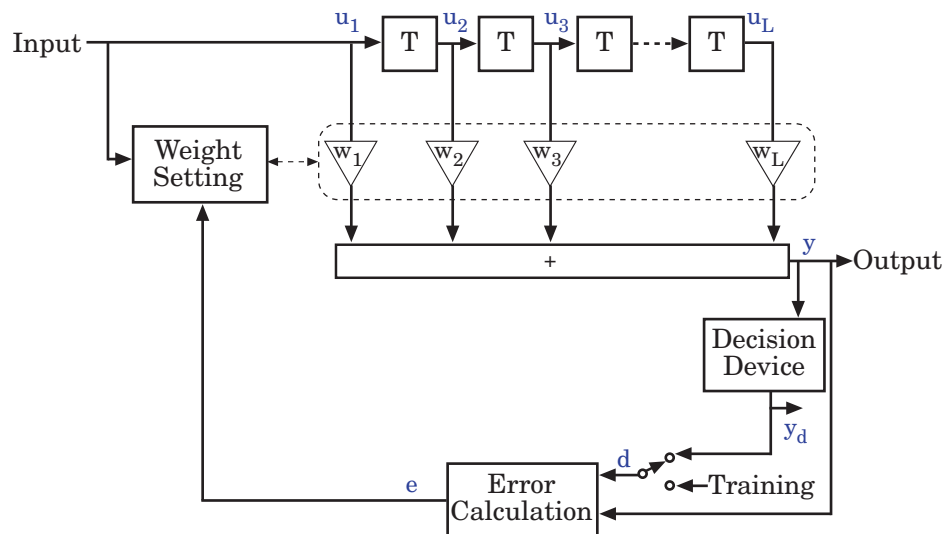 Input
u1
T
u2
T
u3
T
T
uL
Weight
Setting
w1
w2
w3
wL
+
y
Output
Decision
Device
yd
d
Training
e
Error
Calculation